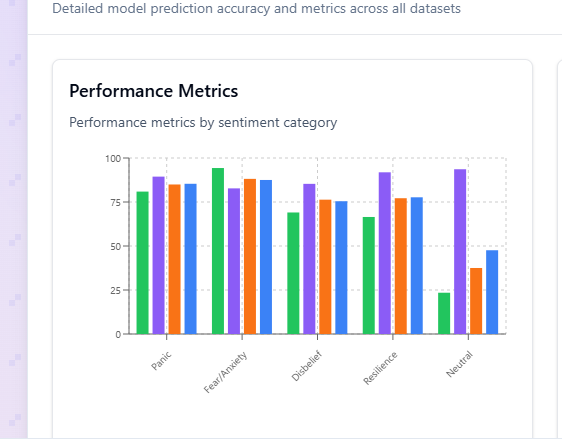 Detailed model prediction accuracy and metrics across all datasets
Performance Metrics
Performance metrics by sentiment category
100
75
50
25
0
Panic
Fear/Anxiety
Disbelief
Resilience
Neutral